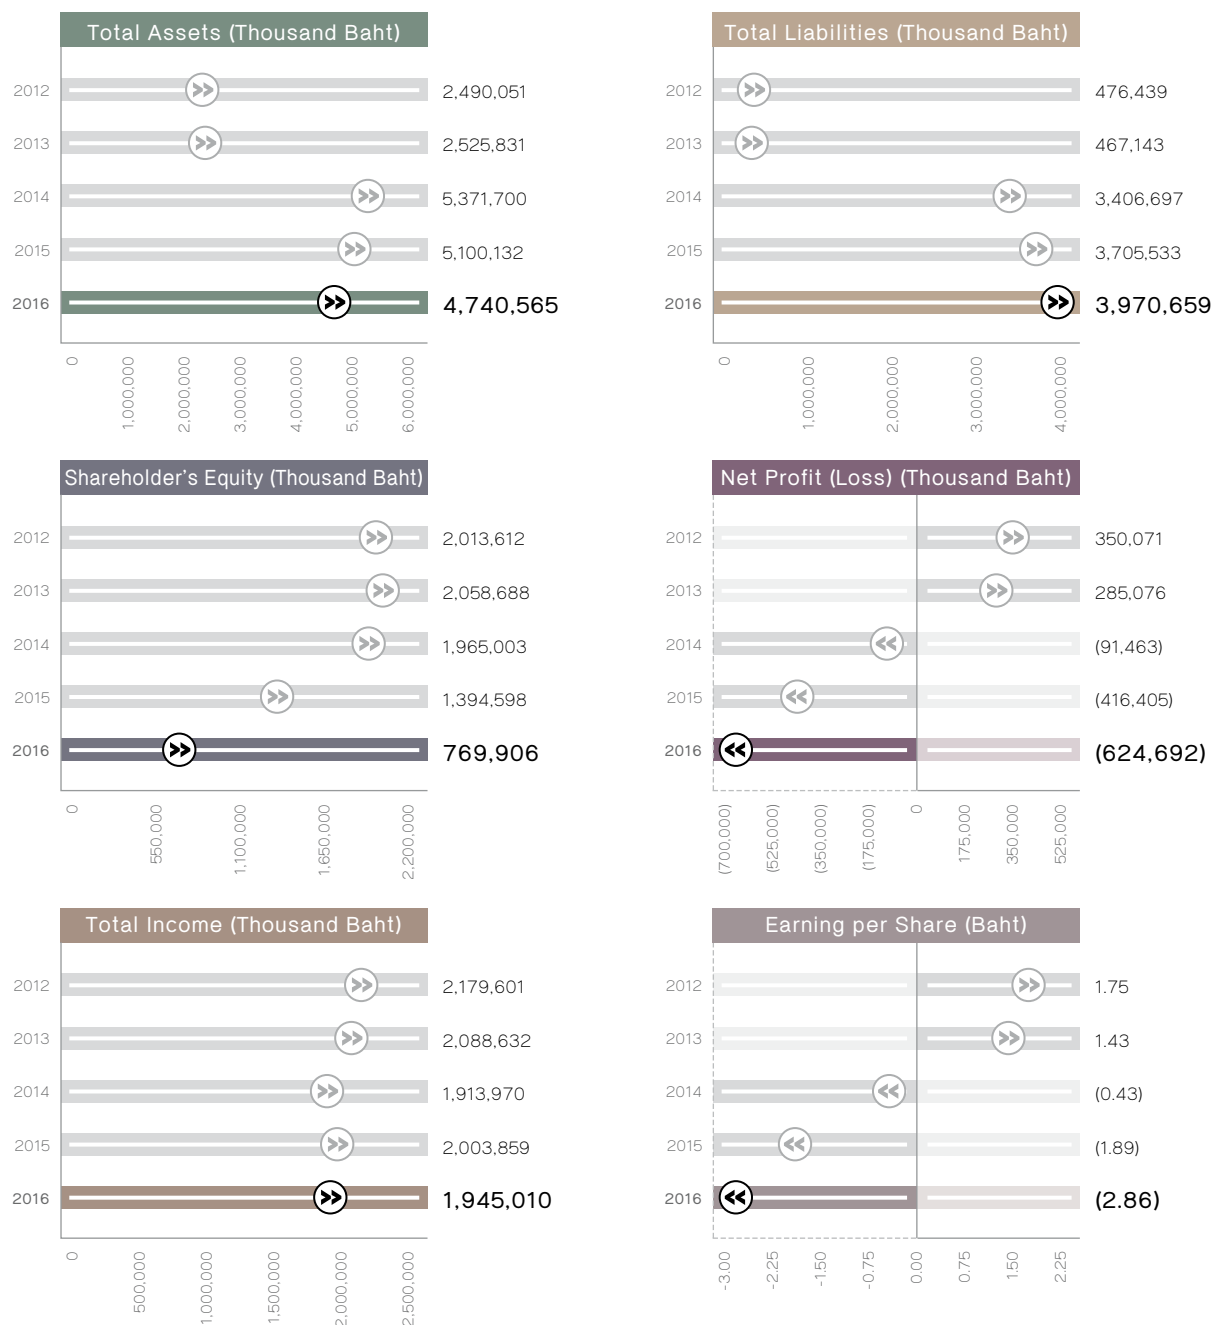 Total Assets (Thousand Baht)
2012 2,490,051
2013 2,525,831
2014 5,371,700
2015 5,100,132
2016 4,740,565
0 1,000,000 2,000,000 3,000,000 4,000,000 5,000,000 6,000,000
Total Liabilities (Thousand Baht)
2012 476,439
2013 467,143
2014 3,406,697
2015 3,705,533
2016 3,970,659
0 1,000,000 2,000,000 3,000,000 4,000,000
Shareholder's Equity (Thousand Baht)
2012 2,013,612
2013 2,058,688
2014 1,965,003
2015 1,394,598
2016 769,906
0 550,000 1,100,000 1,650,000 2,200,000
Net Profit (Loss) (Thousand Baht)
2012 350,071
2013 285,076
2014 (91,463)
2015 (416,405)
2016 (624,692)
(700,000) (525,000) (350,000) (175,000) 0 175,000 350,000 525,000
Total Income (Thousand Baht)
2012 2,179,601
2013 2,088,632
2014 1,913,970
2015 2,003,859
2016 1,945,010
0 500,000 1,000,000 1,500,000 2,000,000 2,500,000
Earning per Share (Baht)
2012 1.75
2013 1.43
2014 (0.43)
2015 (1.89)
2016 (2.86)
-3.00 -2.25 -1.50 -0.75 0.00 0.75 1.50 2.25